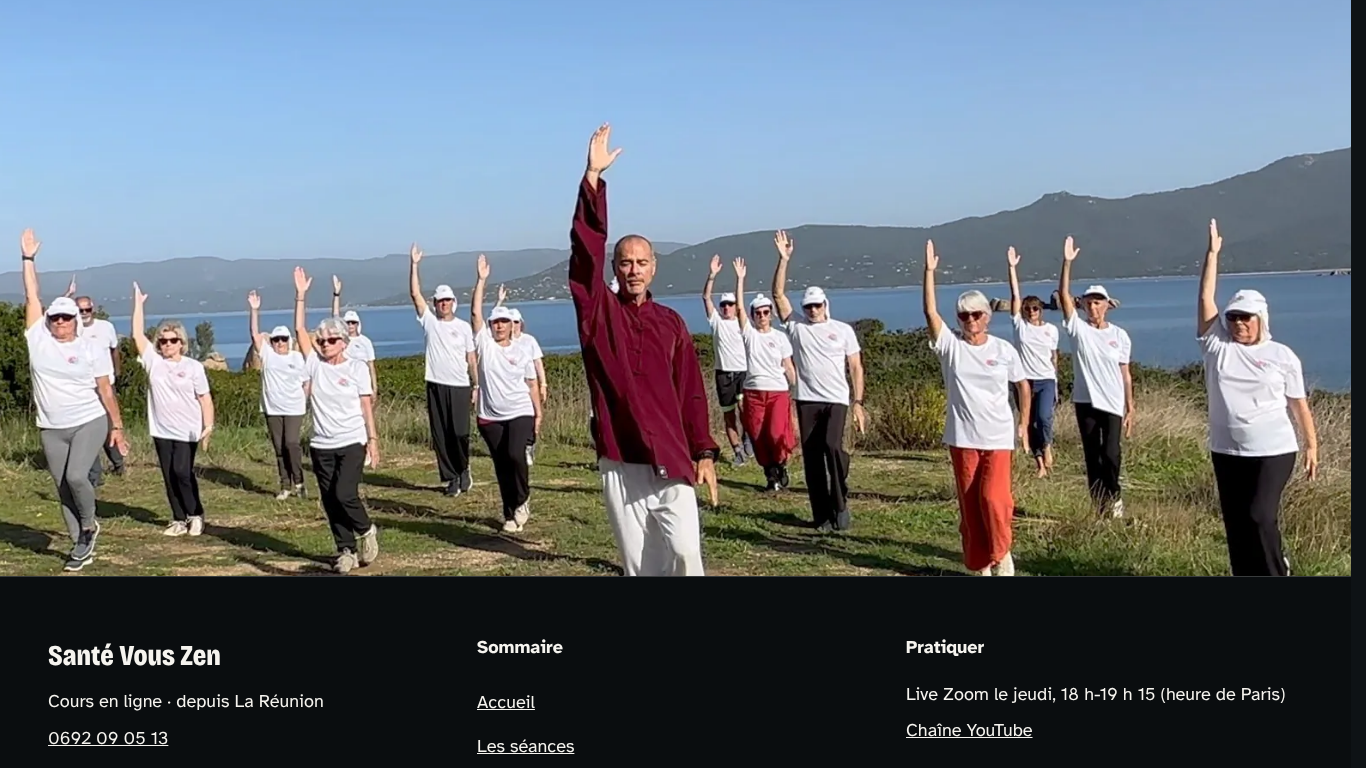 Santé Vous Zen
Cours en ligne · depuis La Réunion
0692 09 05 13
Sommaire
Accueil
Les séances
Pratiquer
Live Zoom le jeudi, 18 h-19 h 15 (heure de Paris)
Chaîne YouTube